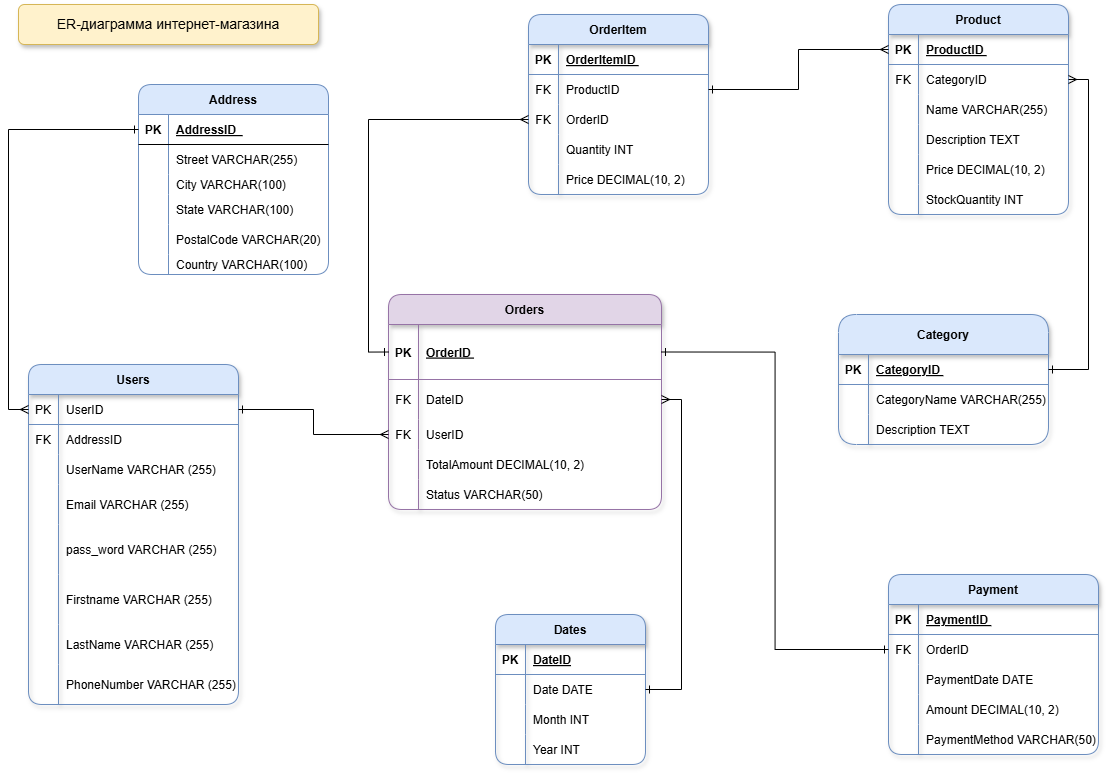 ER-диаграмма интернет-магазина
OrderItem
PK OrderItemID
FK ProductID
FK OrderID
Quantity INT
Price DECIMAL(10, 2)
Product
PK ProductID
FK CategoryID
Name VARCHAR(255)
Description TEXT
Price DECIMAL(10, 2)
StockQuantity INT
Address
PK AddressID
Street VARCHAR(255)
City VARCHAR(100)
State VARCHAR(100)
PostalCode VARCHAR(20)
Country VARCHAR(100)
Orders
PK OrderID
FK DateID
FK UserID
TotalAmount DECIMAL(10, 2)
Status VARCHAR(50)
Category
PK CategoryID
CategoryName VARCHAR(255)
Description TEXT
Users
PK UserID
FK AddressID
UserName VARCHAR (255)
Email VARCHAR (255)
pass_word VARCHAR (255)
Firstname VARCHAR (255)
LastName VARCHAR (255)
PhoneNumber VARCHAR (255)
Dates
PK DateID
Date DATE
Month INT
Year INT
Payment
PK PaymentID
FK OrderID
PaymentDate DATE
Amount DECIMAL(10, 2)
PaymentMethod VARCHAR(50)